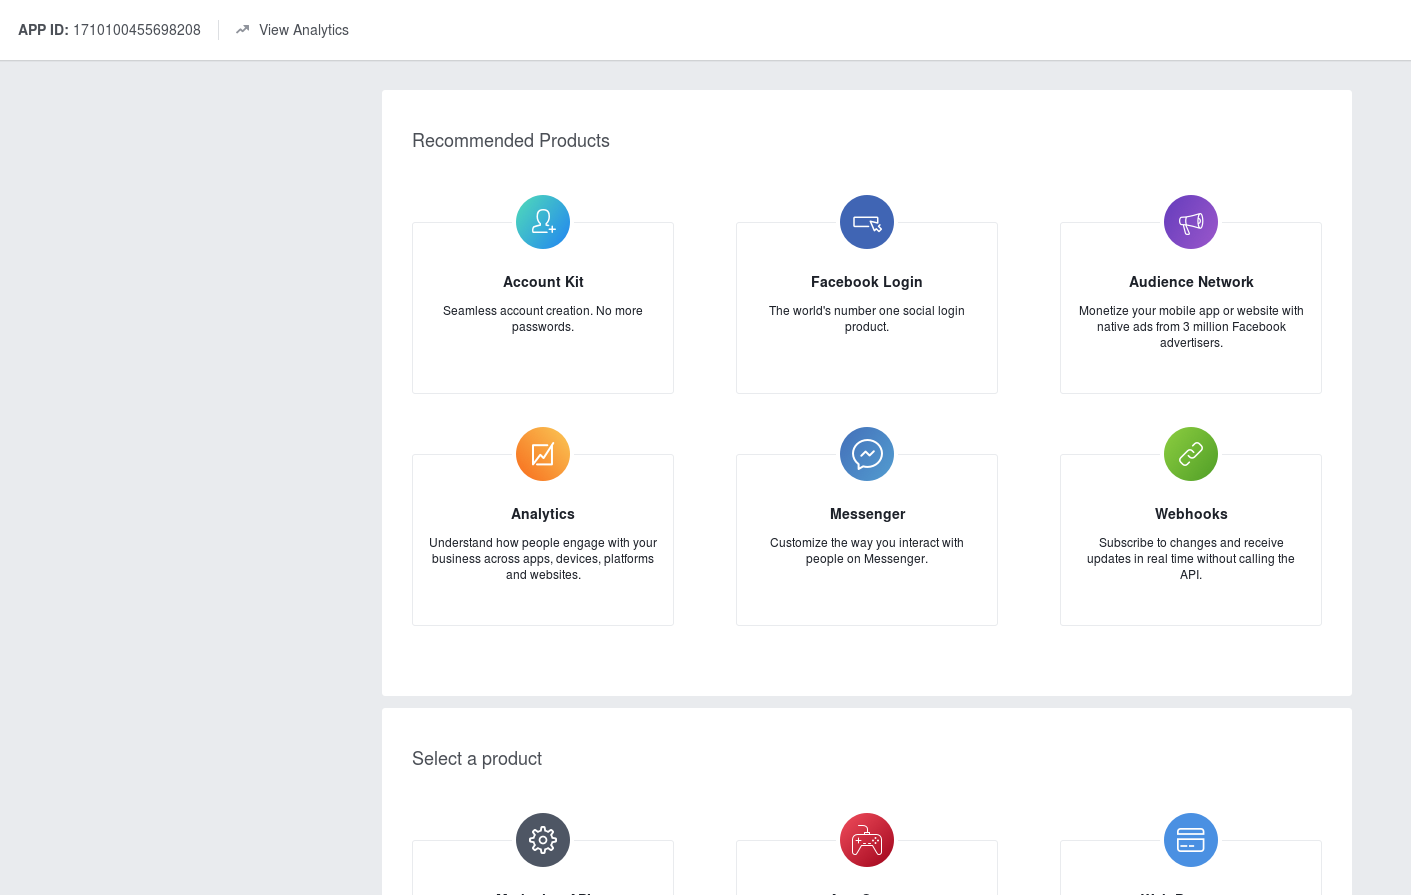 APP ID: 1710100455698208
View Analytics
Recommended Products
Account Kit
Seamless account creation. No more
passwords.
Facebook Login
The world's number one social login
product.
Audience Network
Monetize your mobile app or website with
native ads from 3 million Facebook
advertisers.
Analytics
Understand how people engage with your
business across apps, devices, platforms
and websites.
Messenger
Customize the way you interact with
people on Messenger.
Webhooks
Subscribe to changes and receive
updates in real time without calling the
API.
Select a product